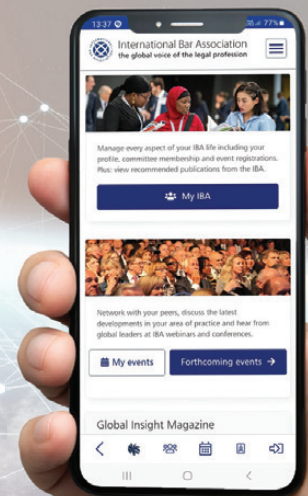 13:37
77%
International Bar Association
the global voice of the legal profession
Manage every aspect of your IBA life including your
profile, committee membership and event registrations.
Plus: view recommended publications from the IBA.
My IBA
Network with your peers, discuss the latest
developments in your area of practice and hear from
global leaders at IBA webinars and conferences.
My events
Forthcoming events →
Global Insight Magazine